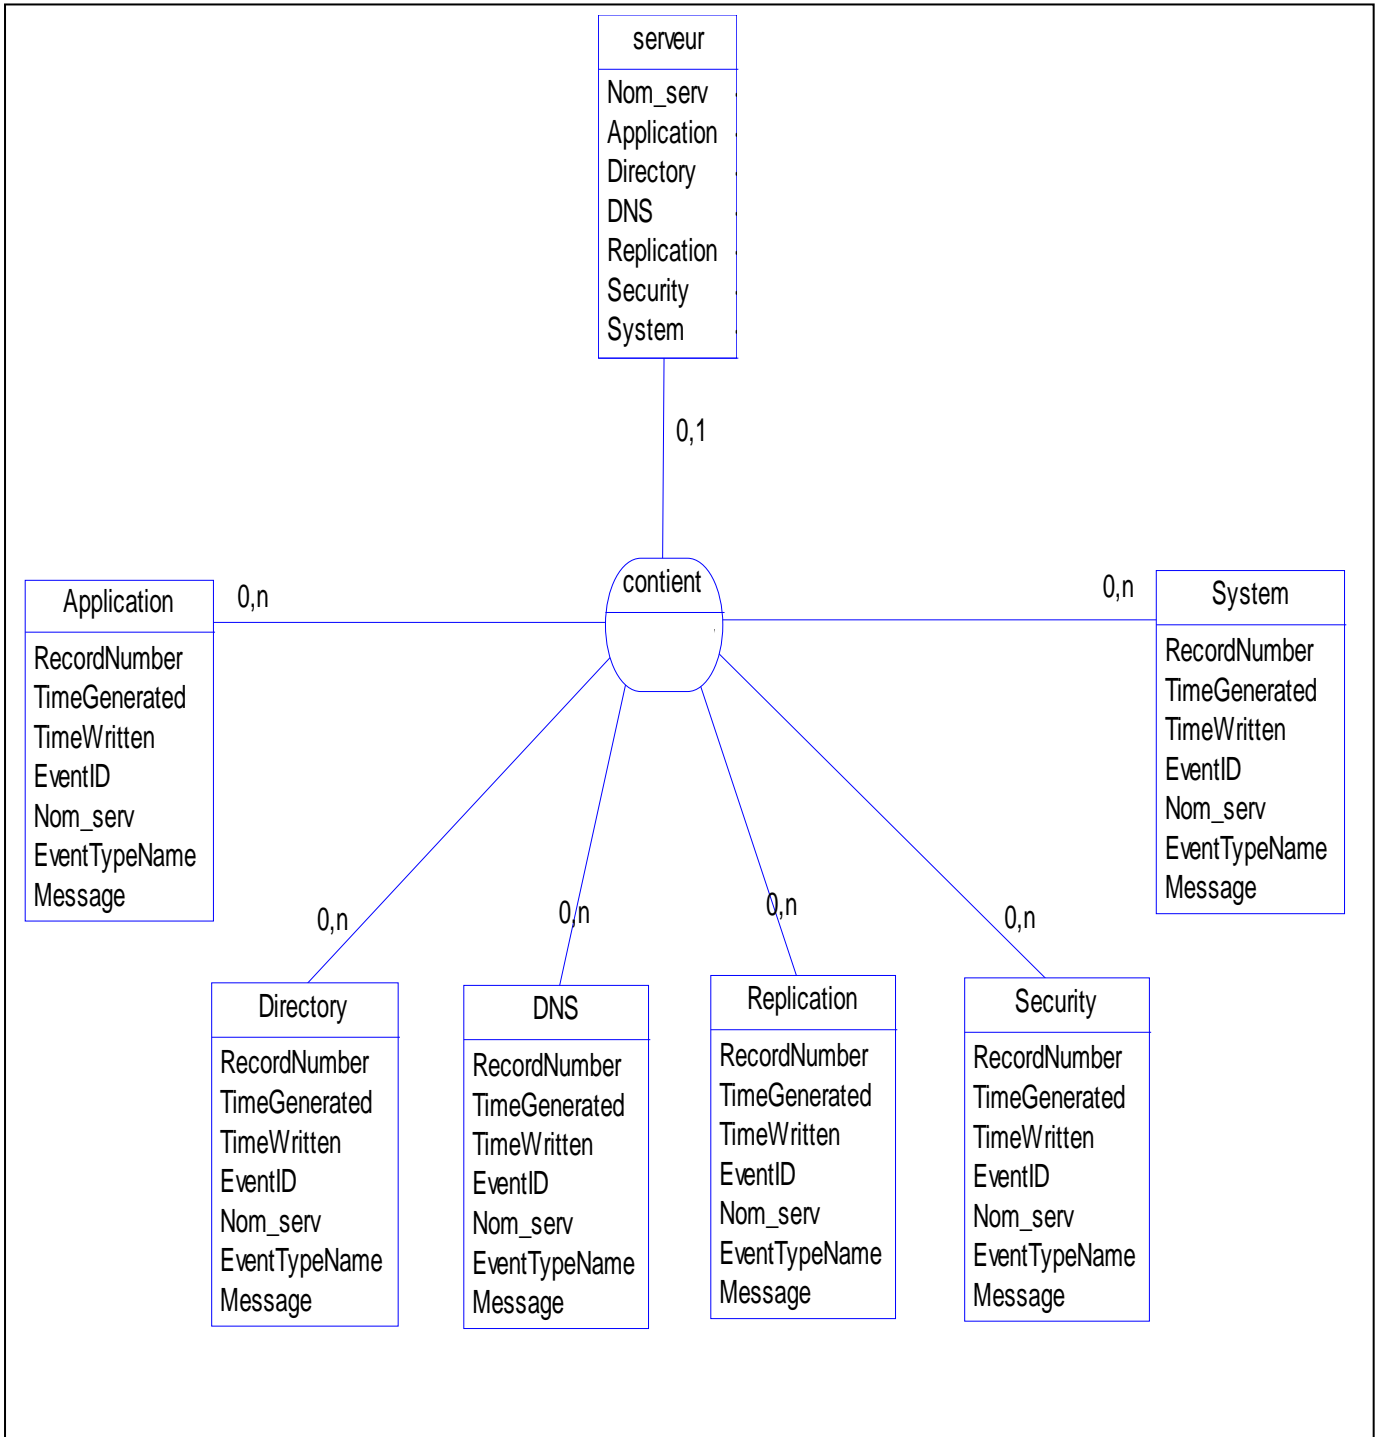 serveur
Nom_serv
Application
Directory
DNS
Replication
Security
System
0,1
contient
Application
RecordNumber
TimeGenerated
TimeWritten
EventID
Nom_serv
EventTypeName
Message
0,n
0,n
System
RecordNumber
TimeGenerated
TimeWritten
EventID
Nom_serv
EventTypeName
Message
0,n
Directory
RecordNumber
TimeGenerated
TimeWritten
EventID
Nom_serv
EventTypeName
Message
0,n
DNS
RecordNumber
TimeGenerated
TimeWritten
EventID
Nom_serv
EventTypeName
Message
0,n
Replication
RecordNumber
TimeGenerated
TimeWritten
EventID
Nom_serv
EventTypeName
Message
0,n
Security
RecordNumber
TimeGenerated
TimeWritten
EventID
Nom_serv
EventTypeName
Message